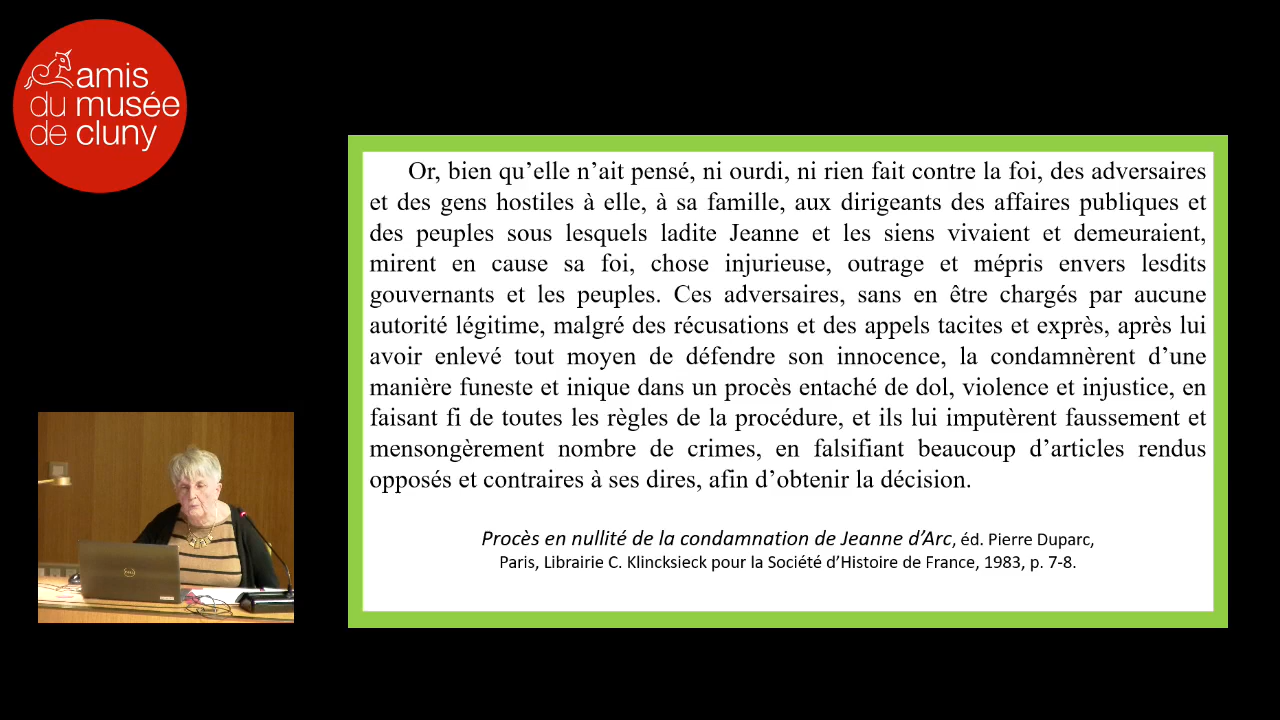 amis
du musée
de cluny
Or, bien qu’elle n’ait pensé, ni ourdi, ni rien fait contre la foi, des adversaires
et des gens hostiles à elle, à sa famille, aux dirigeants des affaires publiques et
des peuples sous lesquels ladite Jeanne et les siens vivaient et demeuraient,
mirent en cause sa foi, chose injurieuse, outrage et mépris envers lesdits
gouvernants et les peuples. Ces adversaires, sans en être chargés par aucune
autorité légitime, malgré des récusations et des appels tacites et exprès, après lui
avoir enlevé tout moyen de défendre son innocence, la condamnèrent d’une
manière funeste et inique dans un procès entaché de dol, violence et injustice, en
faisant fi de toutes les règles de la procédure, et ils lui imputèrent faussement et
mensongèrement nombre de crimes, en falsifiant beaucoup d’articles rendus
opposés et contraires à ses dires, afin d’obtenir la décision.
Procès en nullité de la condamnation de Jeanne d’Arc, éd. Pierre Duparc,
Paris, Librairie C. Klincksieck pour la Société d’Histoire de France, 1983, p. 7-8.